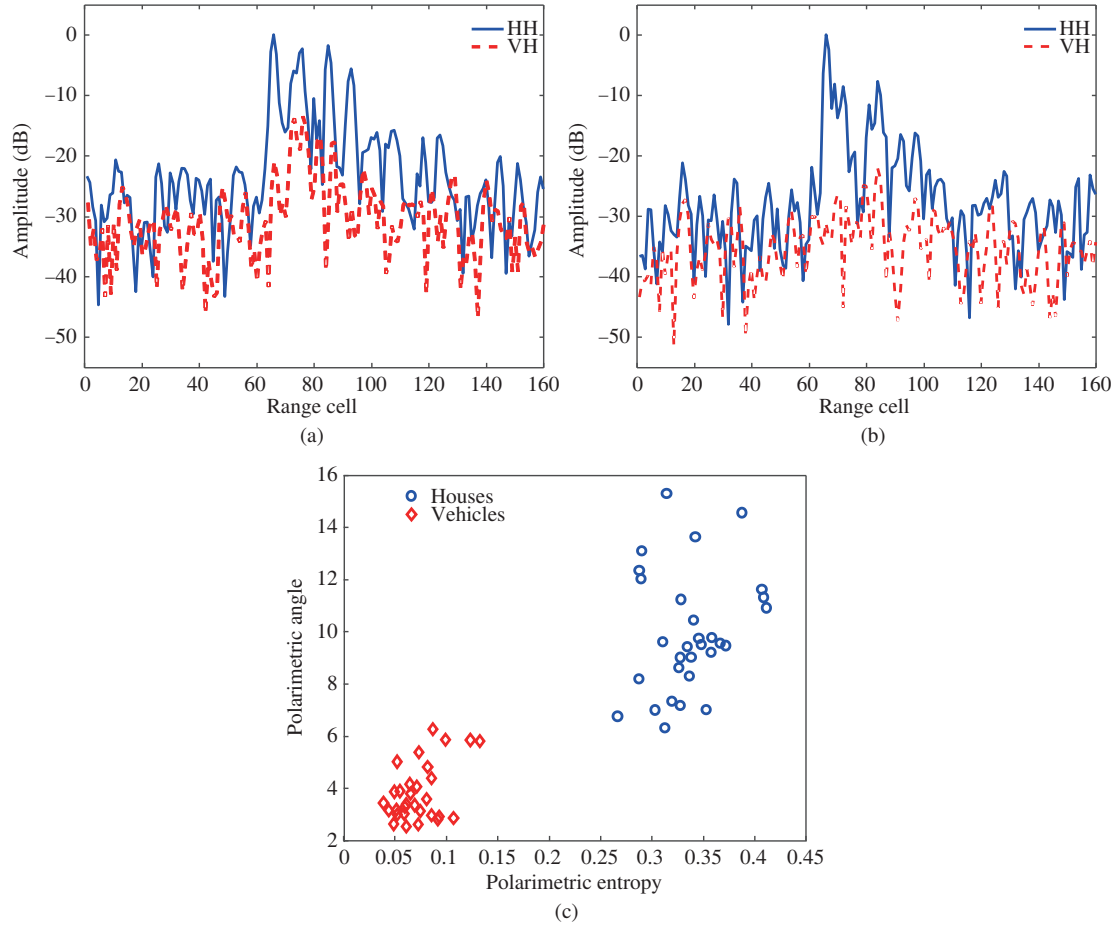 0
−10
−20
−30
−40
−50
Amplitude (dB)
HH
VH
0 20 40 60 80 100 120 140 160
Range cell
(a)
0
−10
−20
−30
−40
−50
Amplitude (dB)
HH
VH
0 20 40 60 80 100 120 140 160
Range cell
(b)
16
14
12
10
8
6
4
2
Polarimetric angle
Houses
Vehicles
0 0.05 0.1 0.15 0.2 0.25 0.3 0.35 0.4 0.45
Polarimetric entropy
(c)